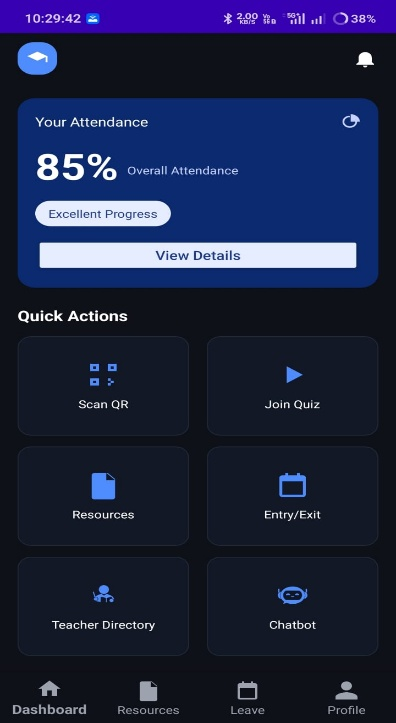 10:29:42 2.00 KB/S 5G+ 38%
Your Attendance
85% Overall Attendance
Excellent Progress
View Details
Quick Actions
Scan QR
Join Quiz
Resources
Entry/Exit
Teacher Directory
Chatbot
Dashboard
Resources
Leave
Profile